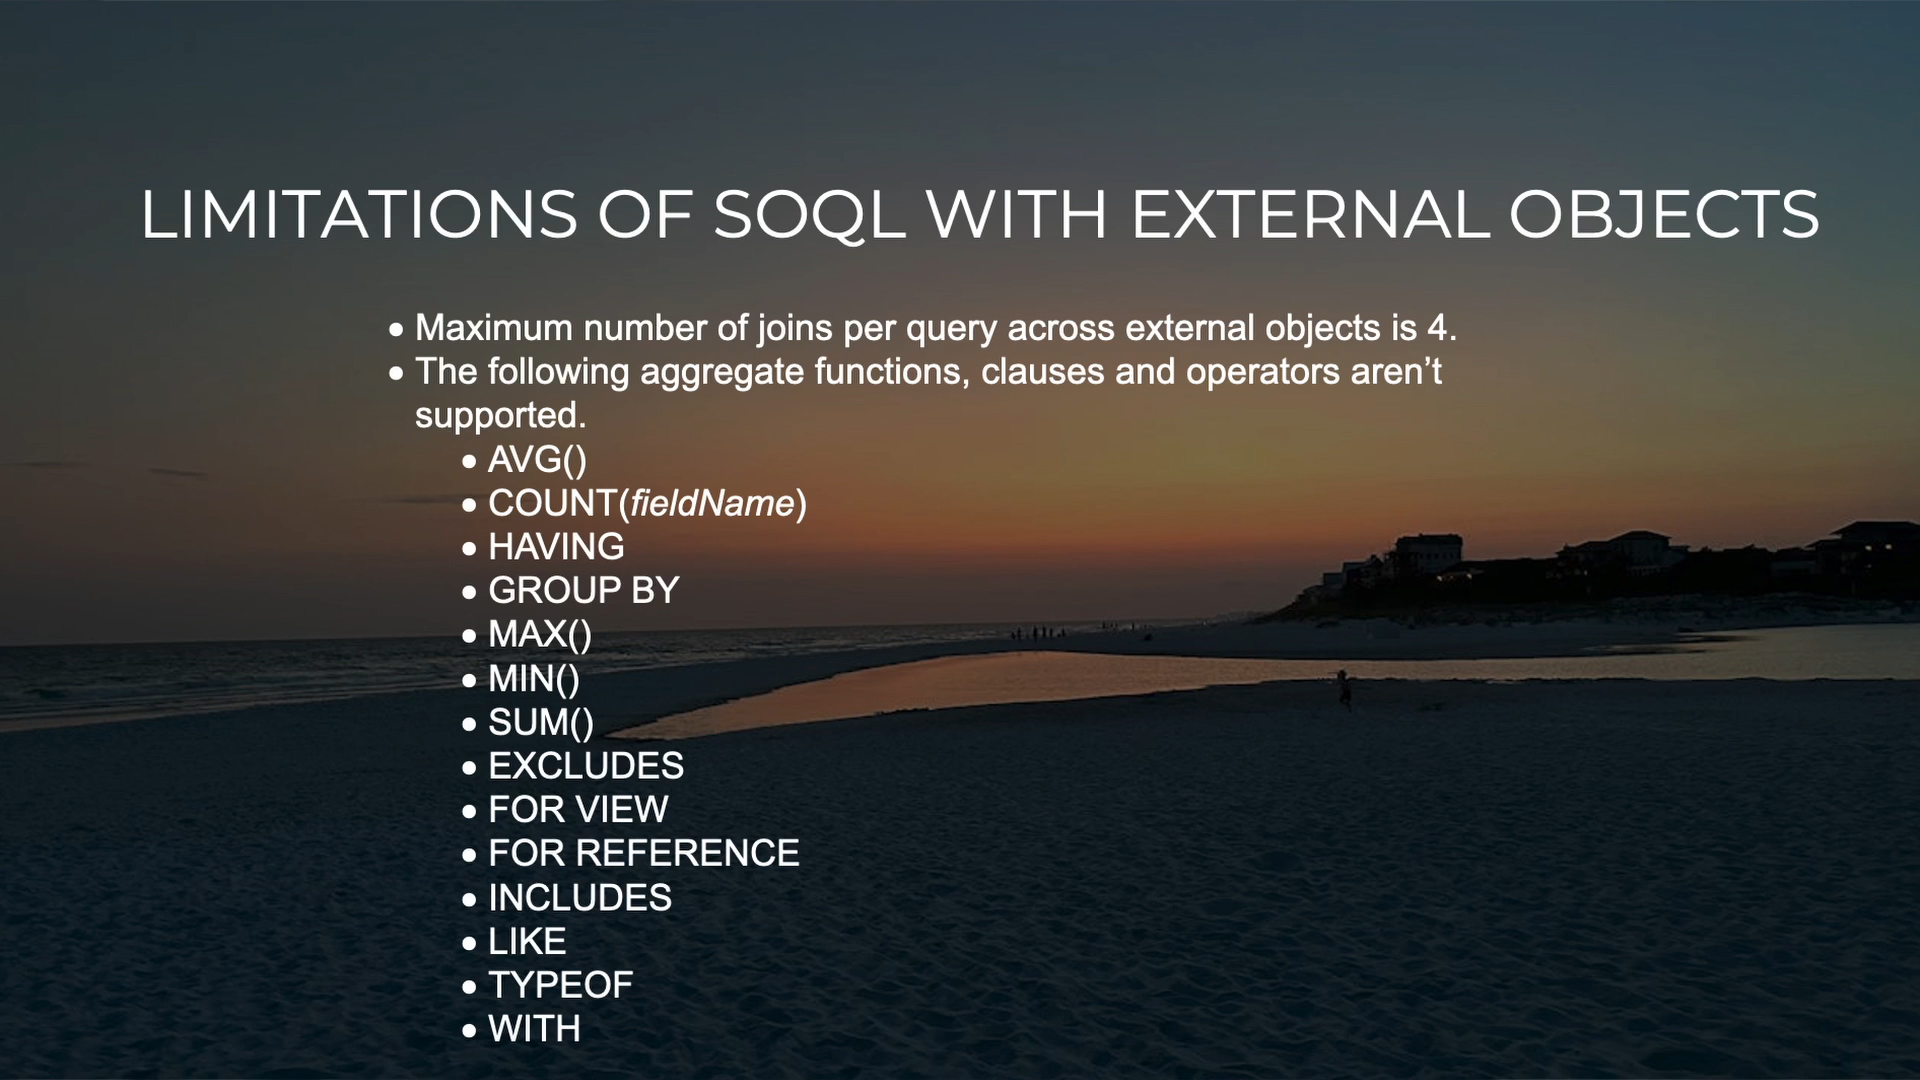 LIMITATIONS OF SOQL WITH EXTERNAL OBJECTS
• Maximum number of joins per query across external objects is 4.
• The following aggregate functions, clauses and operators aren’t
supported.
• AVG()
• COUNT(fieldName)
• HAVING
• GROUP BY
• MAX()
• MIN()
• SUM()
• EXCLUDES
• FOR VIEW
• FOR REFERENCE
• INCLUDES
• LIKE
• TYPEOF
• WITH